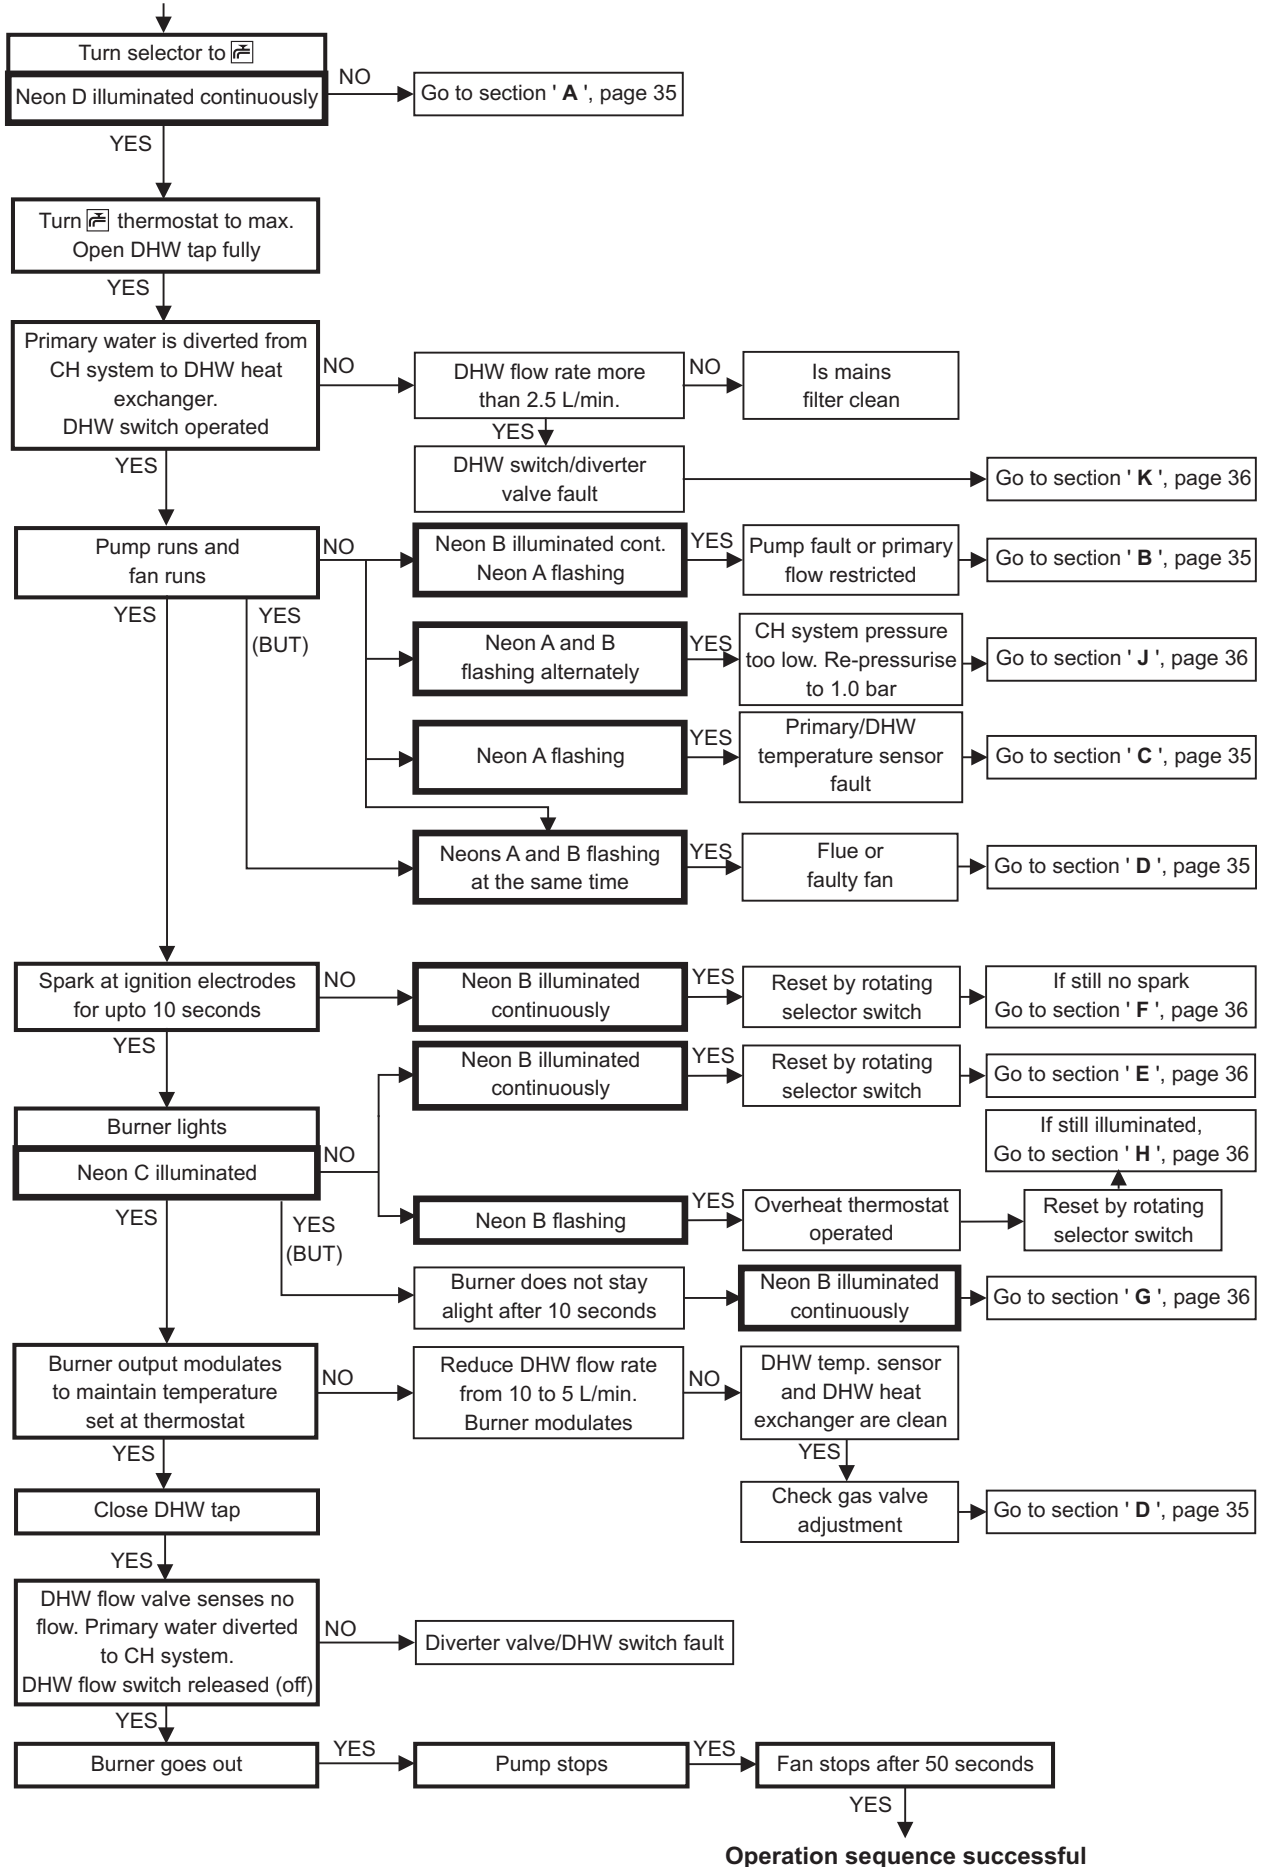 Turn selector to
Neon D illuminated continuously
NO
Go to section ' A ', page 35
YES
Turn thermostat to max.
Open DHW tap fully
YES
Primary water is diverted from
CH system to DHW heat
exchanger.
DHW switch operated
NO
DHW flow rate more
than 2.5 L/min.
NO
Is mains
filter clean
YES
DHW switch/diverter
valve fault
Go to section ' K ', page 36
YES
Pump runs and
fan runs
NO
Neon B illuminated cont.
Neon A flashing
YES
Pump fault or primary
flow restricted
Go to section ' B ', page 35
YES
YES
(BUT)
Neon A and B
flashing alternately
YES
CH system pressure
too low. Re-pressurise
to 1.0 bar
Go to section ' J ', page 36
Neon A flashing
YES
Primary/DHW
temperature sensor
fault
Go to section ' C ', page 35
Neons A and B flashing
at the same time
YES
Flue or
faulty fan
Go to section ' D ', page 35
Spark at ignition electrodes
for upto 10 seconds
NO
Neon B illuminated
continuously
YES
Reset by rotating
selector switch
If still no spark
Go to section ' F ', page 36
YES
Neon B illuminated
continuously
YES
Reset by rotating
selector switch
Go to section ' E ', page 36
Burner lights
Neon C illuminated
NO
If still illuminated,
Go to section ' H ', page 36
Neon B flashing
YES
Overheat thermostat
operated
Reset by rotating
selector switch
YES
YES
(BUT)
Burner does not stay
alight after 10 seconds
Neon B illuminated
continuously
Go to section ' G ', page 36
Burner output modulates
to maintain temperature
set at thermostat
NO
Reduce DHW flow rate
from 10 to 5 L/min.
Burner modulates
NO
DHW temp. sensor
and DHW heat
exchanger are clean
YES
YES
Check gas valve
adjustment
Go to section ' D ', page 35
Close DHW tap
YES
DHW flow valve senses no
flow. Primary water diverted
to CH system.
DHW flow switch released (off)
NO
Diverter valve/DHW switch fault
YES
Burner goes out
YES
Pump stops
YES
Fan stops after 50 seconds
YES
Operation sequence successful